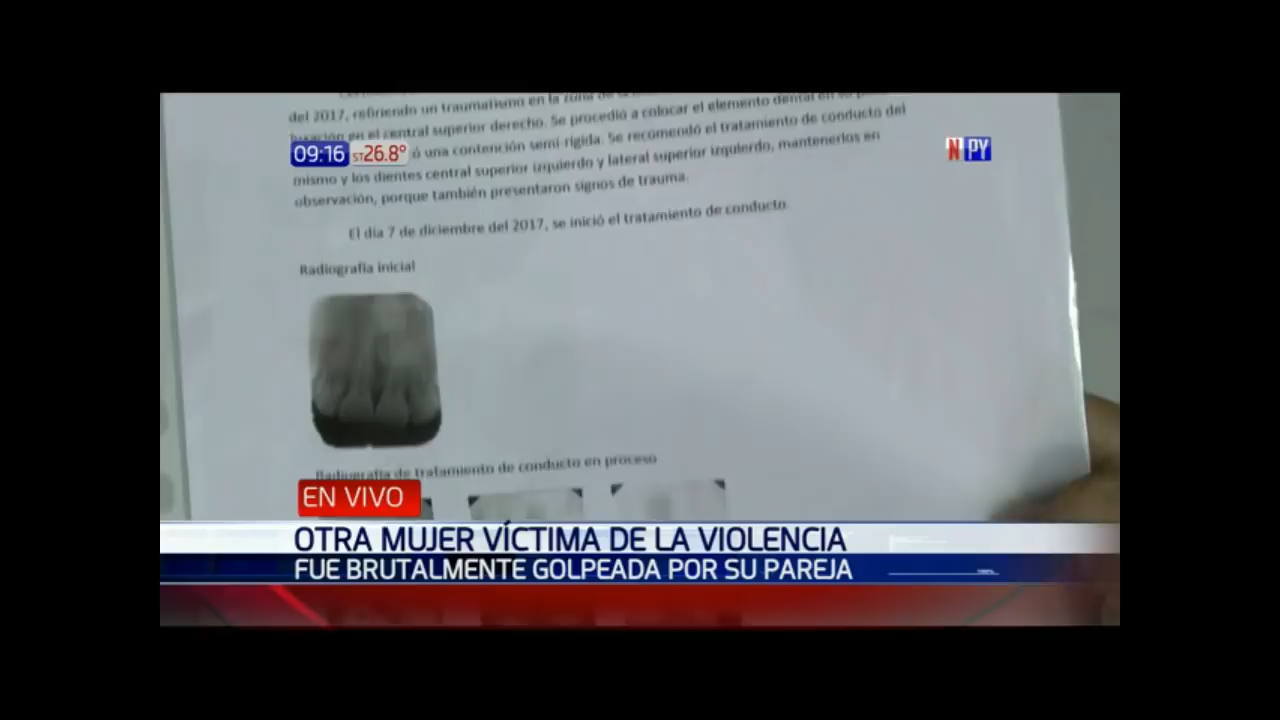 del 2017, refiriendo un traumatismo en la zona de
luxación en el central superior derecho. Se procedió a colocar el elemento dental en su
09:16 ST26.8° ó una contención semi-rígida. Se recomendó el tratamiento de conducto del
mismo y los dientes central superior izquierdo y lateral superior izquierdo, mantenerlos en
observación, porque también presentaron signos de trauma.
El día 7 de diciembre del 2017, se inició el tratamiento de conducto.
NPY
Radiografía inicial
Radiografía de tratamiento de conducto en proceso
EN VIVO
OTRA MUJER VÍCTIMA DE LA VIOLENCIA
FUE BRUTALMENTE GOLPEADA POR SU PAREJA